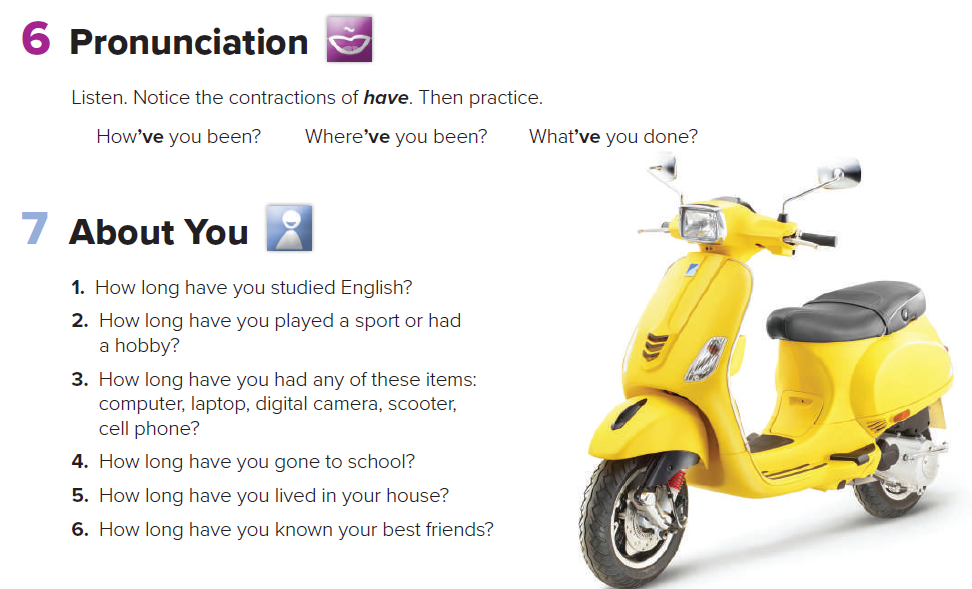 6 Pronunciation
Listen. Notice the contractions of have. Then practice.
How've you been? Where've you been? What've you done?
7 About You
1. How long have you studied English?
2. How long have you played a sport or had
a hobby?
3. How long have you had any of these items:
computer, laptop, digital camera, scooter,
cell phone?
4. How long have you gone to school?
5. How long have you lived in your house?
6. How long have you known your best friends?